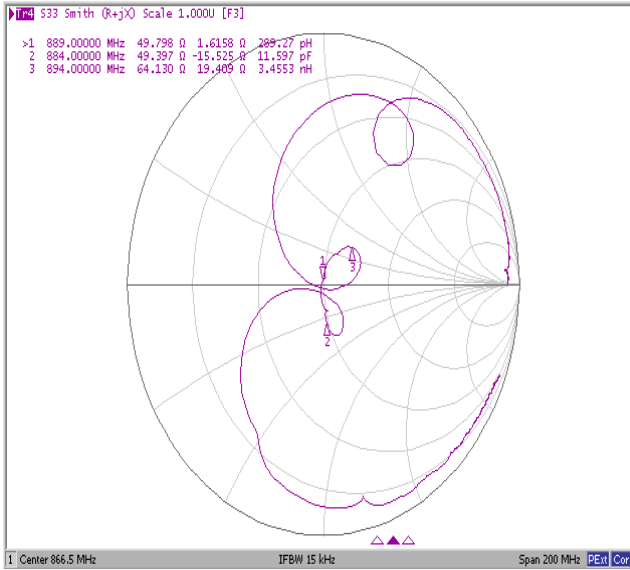 Tr4 S33 Smith (R+jX) Scale 1.000U [F3]
>1 889.00000 MHz 49.798 Ω 1.6158 Ω 289.27 pH
2 884.00000 MHz 49.397 Ω -15.525 Ω 11.597 pF
3 894.00000 MHz 64.130 Ω 19.409 Ω 3.4553 nH
1
3
2
1 Center 866.5 MHz IFBW 15 kHz Span 200 MHz PExt Cor